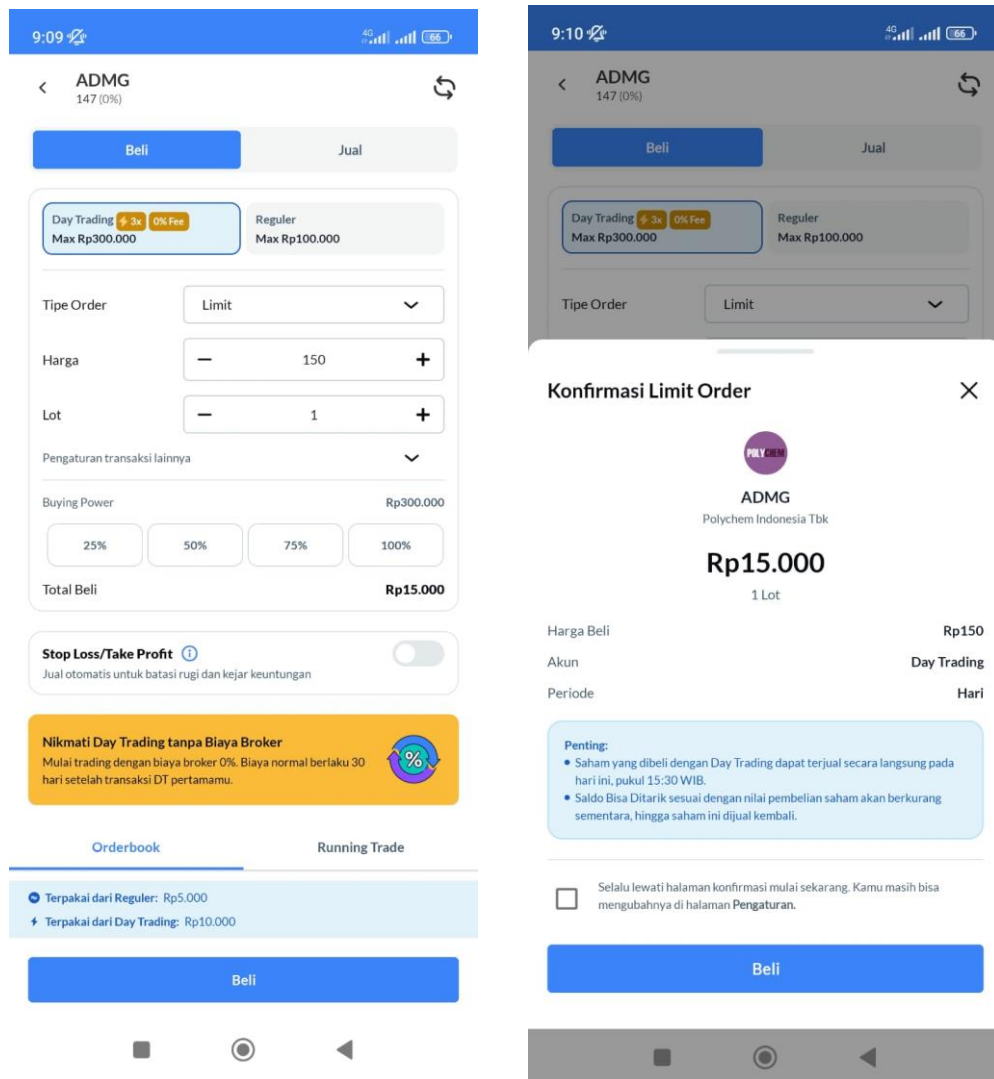 9:09
4G
66
ADMG
147 (0%)
Beli
Jual
Day Trading 3x 0% Fee
Max Rp300.000
Reguler
Max Rp100.000
Tipe Order
Limit
Harga
150
Lot
1
Pengaturan transaksi lainnya
Buying Power
Rp300.000
25%
50%
75%
100%
Total Beli
Rp15.000
Stop Loss/Take Profit
Jual otomatis untuk batasi rugi dan kejar keuntungan
Nikmati Day Trading tanpa Biaya Broker
Mulai trading dengan biaya broker 0%. Biaya normal berlaku 30
hari setelah transaksi DT pertamamu.
%
Orderbook
Running Trade
Terpakai dari Reguler: Rp5.000
Terpakai dari Day Trading: Rp10.000
Beli
9:10
4G
66
ADMG
147 (0%)
Beli
Jual
Day Trading 3x 0% Fee
Max Rp300.000
Reguler
Max Rp100.000
Tipe Order
Limit
Konfirmasi Limit Order
POLYCHEM
ADMG
Polychem Indonesia Tbk
Rp15.000
1 Lot
Harga Beli
Rp150
Akun
Day Trading
Periode
Hari
Penting:
• Saham yang dibeli dengan Day Trading dapat terjual secara langsung pada
hari ini, pukul 15:30 WIB.
• Saldo Bisa Ditarik sesuai dengan nilai pembelian saham akan berkurang
sementara, hingga saham ini dijual kembali.
Selalu lewati halaman konfirmasi mulai sekarang. Kamu masih bisa
mengubahnya di halaman Pengaturan.
Beli